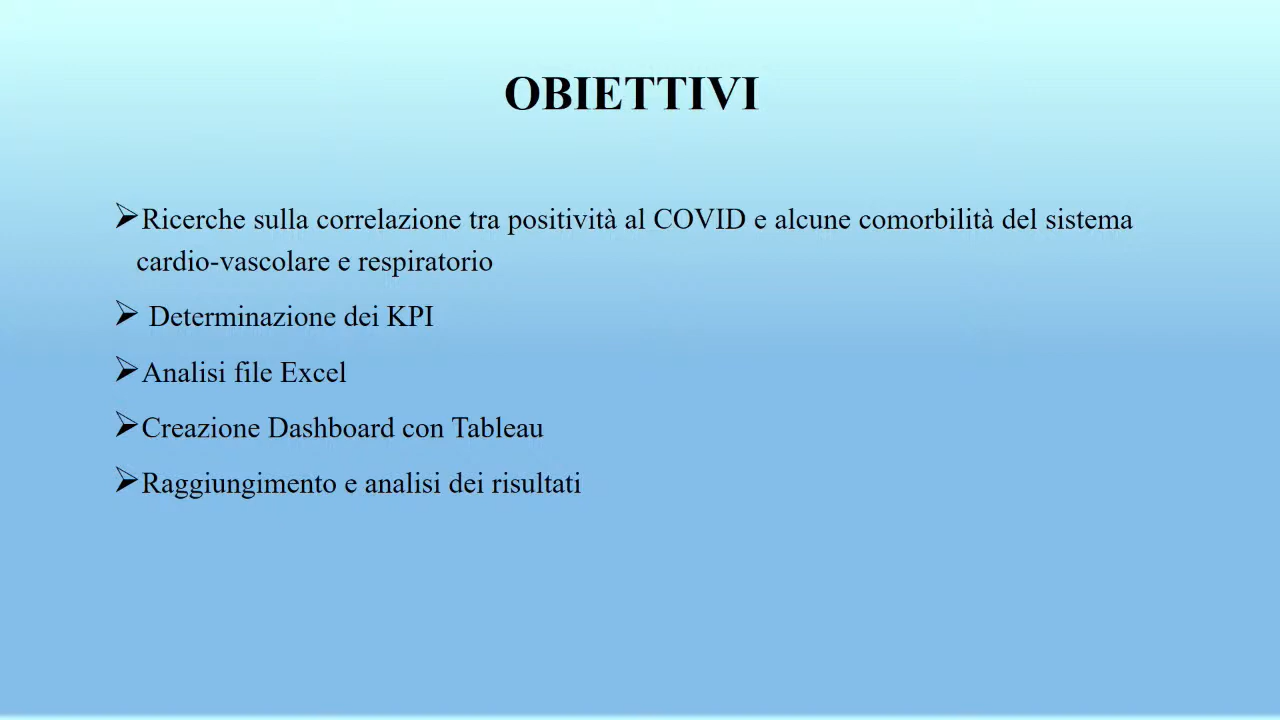 OBIETTIVI
➢Ricerche sulla correlazione tra positività al COVID e alcune comorbilità del sistema
cardio-vascolare e respiratorio
➢ Determinazione dei KPI
➢Analisi file Excel
➢Creazione Dashboard con Tableau
➢Raggiungimento e analisi dei risultati